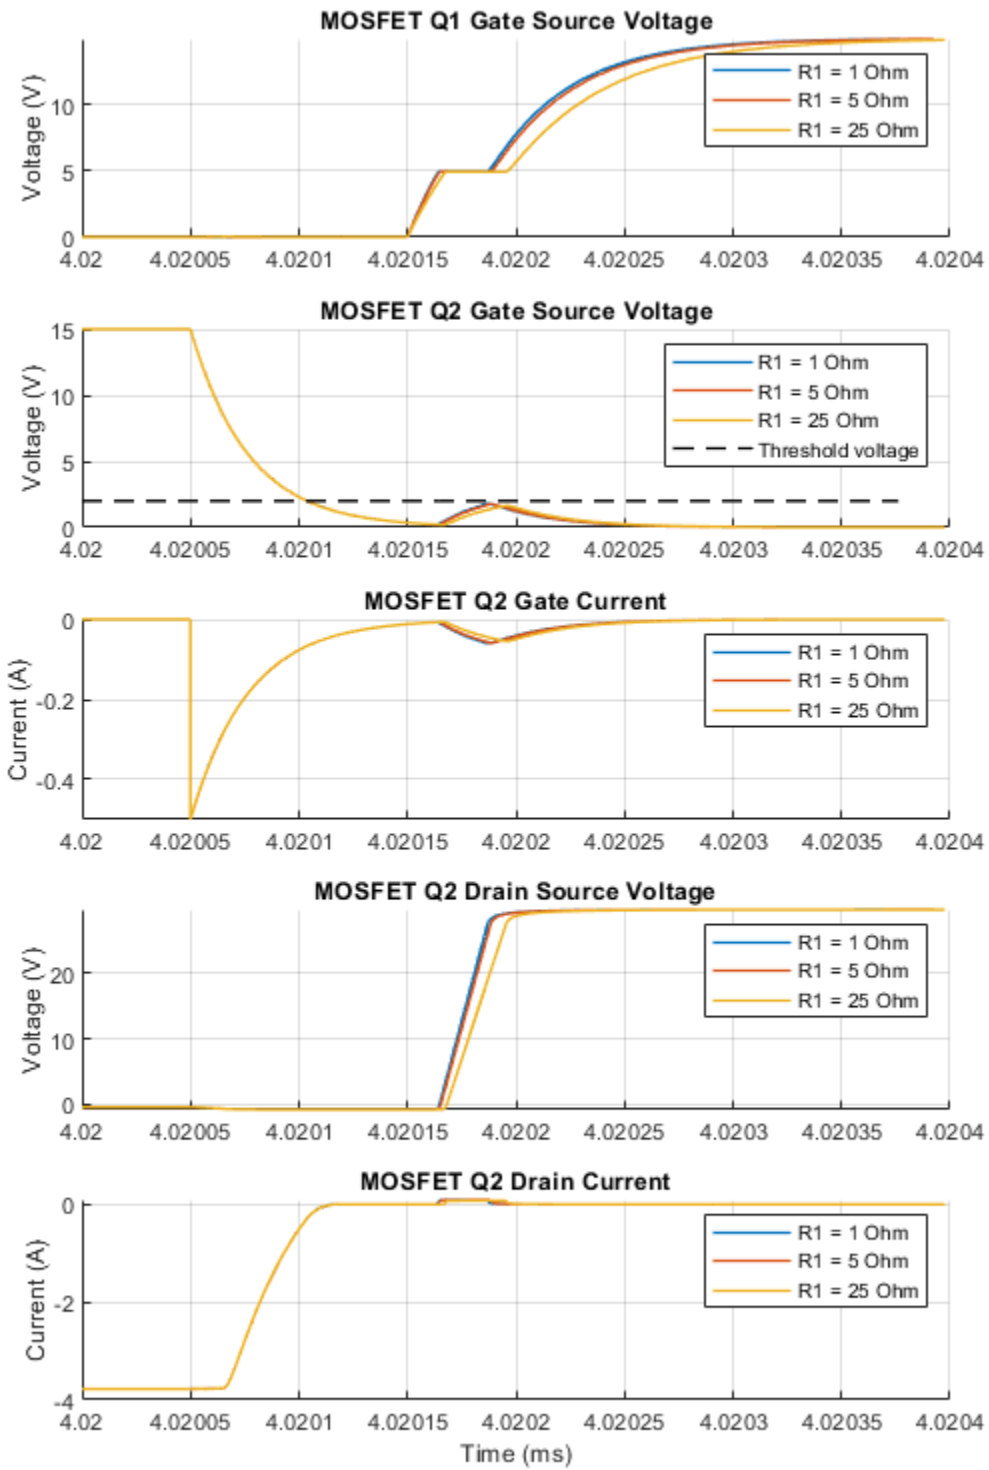 MOSFET Q1 Gate Source Voltage
Voltage (V)
10
5
0
R1 = 1 Ohm
R1 = 5 Ohm
R1 = 25 Ohm
4.02 4.02005 4.0201 4.02015 4.0202 4.02025 4.0203 4.02035 4.0204
MOSFET Q2 Gate Source Voltage
Voltage (V)
15
10
5
0
R1 = 1 Ohm
R1 = 5 Ohm
R1 = 25 Ohm
Threshold voltage
4.02 4.02005 4.0201 4.02015 4.0202 4.02025 4.0203 4.02035 4.0204
MOSFET Q2 Gate Current
Current (A)
0
-0.2
-0.4
R1 = 1 Ohm
R1 = 5 Ohm
R1 = 25 Ohm
4.02 4.02005 4.0201 4.02015 4.0202 4.02025 4.0203 4.02035 4.0204
MOSFET Q2 Drain Source Voltage
Voltage (V)
20
10
0
R1 = 1 Ohm
R1 = 5 Ohm
R1 = 25 Ohm
4.02 4.02005 4.0201 4.02015 4.0202 4.02025 4.0203 4.02035 4.0204
MOSFET Q2 Drain Current
Current (A)
0
-2
-4
R1 = 1 Ohm
R1 = 5 Ohm
R1 = 25 Ohm
4.02 4.02005 4.0201 4.02015 4.0202 4.02025 4.0203 4.02035 4.0204
Time (ms)